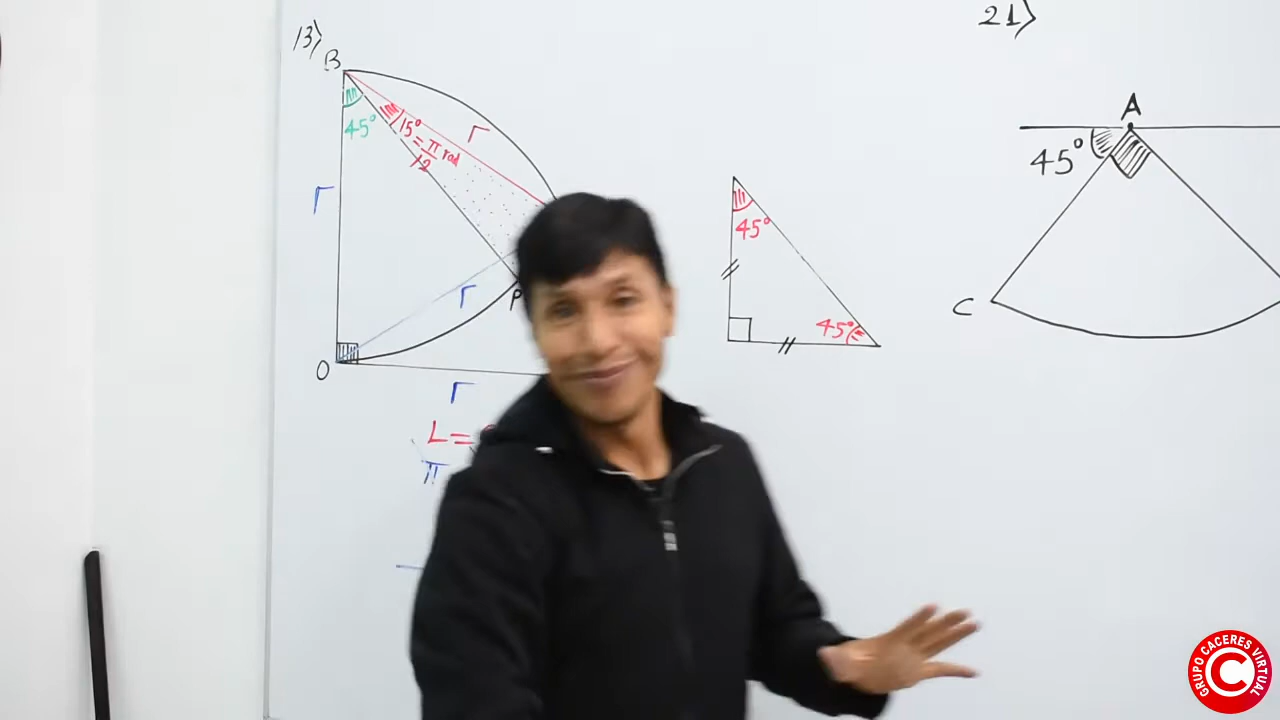 13⟩
B
45°
15°
= π rad
12
r
r
r
P
O
r
L =
π
45°
45°
21⟩
A
45°
C
GRUPO CACERES VIRTUAL
C